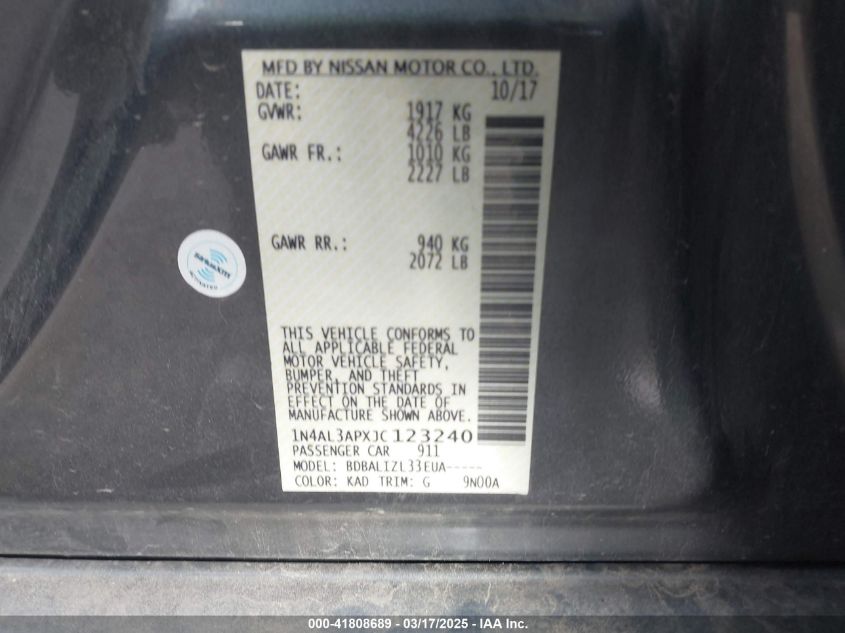 MFD BY NISSAN MOTOR CO., LTD.
DATE: 10/17
GVWR: 1917 KG
4226 LB
GAWR FR.: 1010 KG
2227 LB
GAWR RR.: 940 KG
2072 LB
SIRIUSXM
ACTIVATED
THIS VEHICLE CONFORMS TO
ALL APPLICABLE FEDERAL
MOTOR VEHICLE SAFETY,
BUMPER, AND THEFT
PREVENTION STANDARDS IN
EFFECT ON THE DATE OF
MANUFACTURE SHOWN ABOVE.
1N4AL3APXJC123240
PASSENGER CAR 911
MODEL: BDBALIZL33EUA-----
COLOR: KAD TRIM: G 9N00A
000-41808689 - 03/17/2025 - IAA Inc.